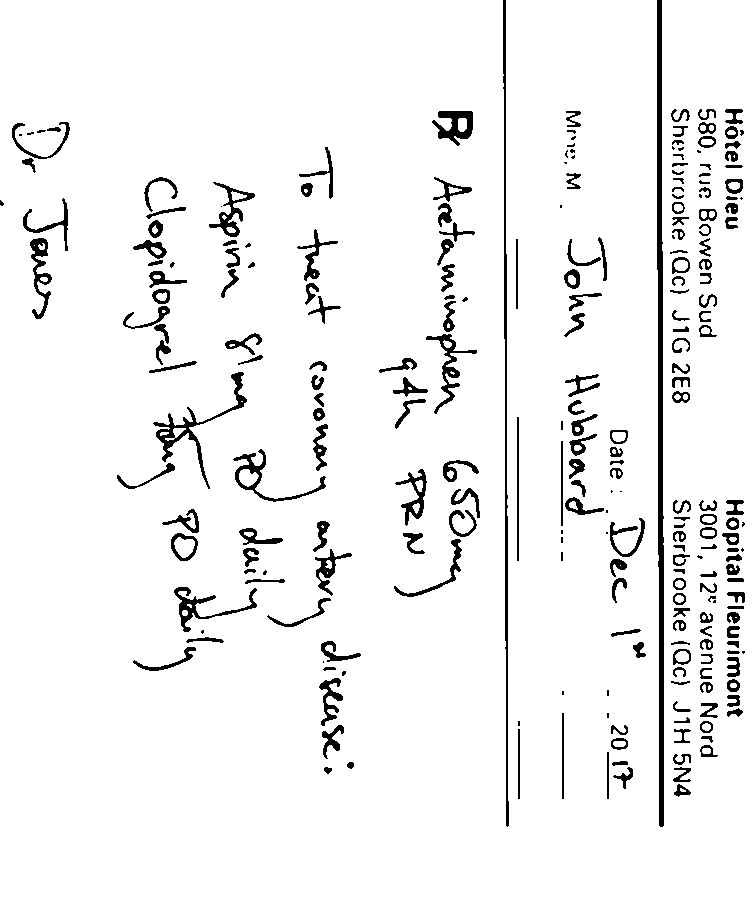 Hôtel Dieu
580, rue Bowen Sud
Sherbrooke (Qc) J1G 2E8
Hôpital Fleurimont
3001, 12e avenue Nord
Sherbrooke (Qc) J1H 5N4
Date : Dec 1st 2017
Mme, M. John Hubbard
Rx Acetaminophen 650mg
q4h PRN
To treat coronary artery disease:
Aspirin 81mg PO daily
Clopidogrel 75mg PO daily
Dr Jones